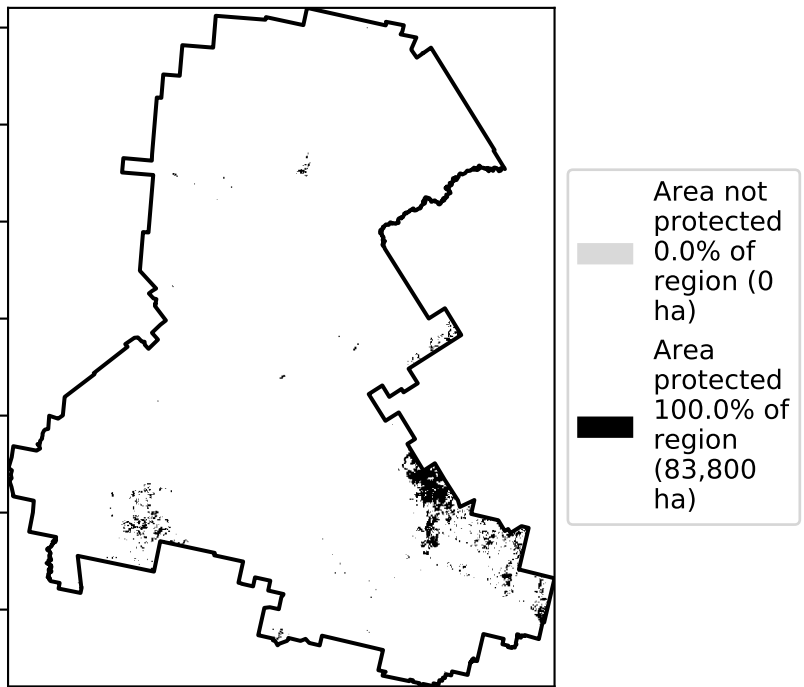 Area not
protected
0.0% of
region (0
ha)
Area
protected
100.0% of
region
(83,800
ha)